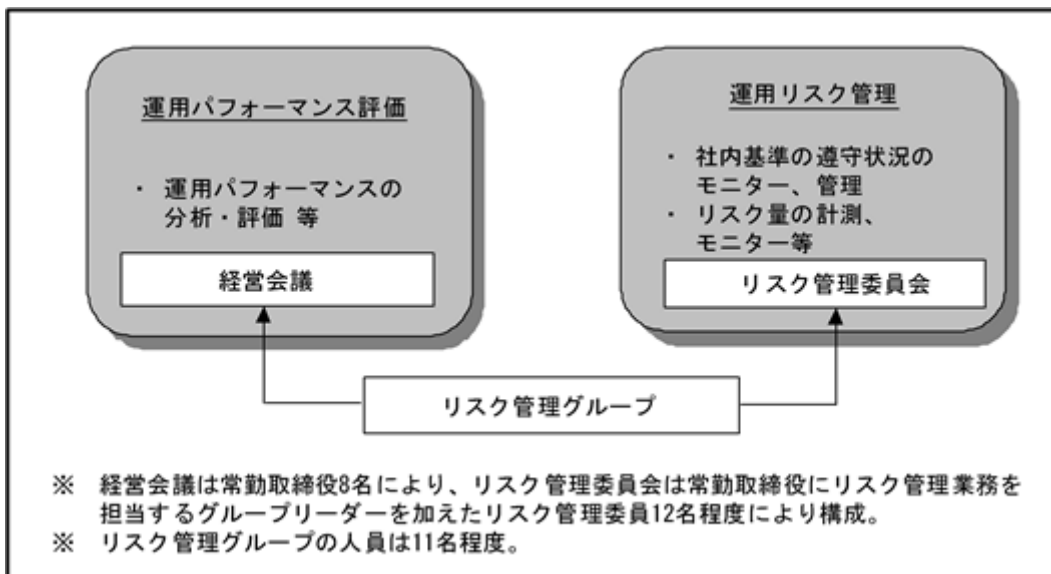 運用パフォーマンス評価
・ 運用パフォーマンスの
分析・評価 等
経営会議
運用リスク管理
・ 社内基準の遵守状況の
モニター、管理
・ リスク量の計測、
モニター等
リスク管理委員会
リスク管理グループ
※ 経営会議は常勤取締役8名により、リスク管理委員会は常勤取締役にリスク管理業務を
担当するグループリーダーを加えたリスク管理委員12名程度により構成。
※ リスク管理グループの人員は11名程度。